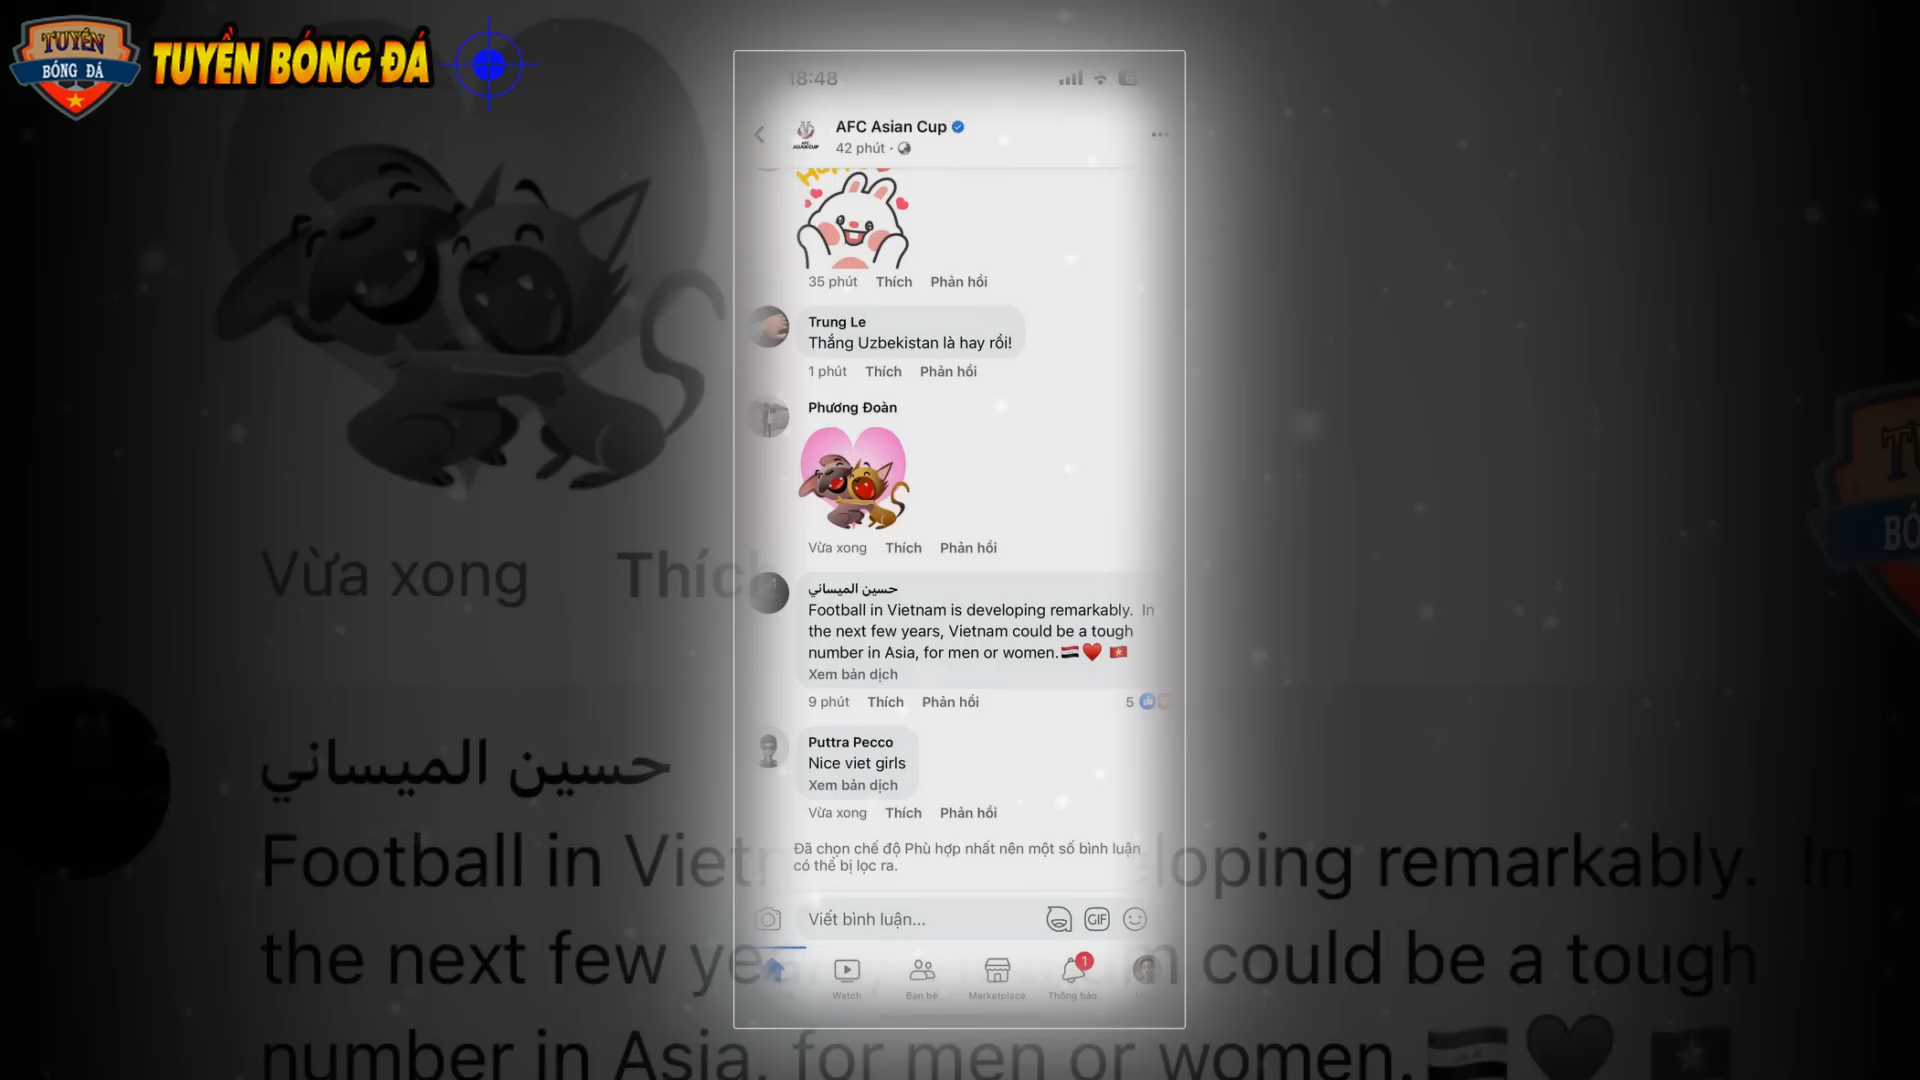 TUYỀN
BÓNG ĐÁ
TUYỀN BÓNG ĐÁ
18:48
AFC Asian Cup
42 phút ·
35 phút Thích Phản hồi
Trung Le
Thắng Uzbekistan là hay rồi!
1 phút Thích Phản hồi
Phương Đoàn
Vừa xong Thích Phản hồi
حسين الميساني
Football in Vietnam is developing remarkably. In
the next few years, Vietnam could be a tough
number in Asia, for men or women.🇮🇶❤️ 🇻🇳
Xem bản dịch
9 phút Thích Phản hồi 5
Puttra Pecco
Nice viet girls
Xem bản dịch
Vừa xong Thích Phản hồi
Đã chọn chế độ Phù hợp nhất nên một số bình luận
có thể bị lọc ra.
Viết bình luận...
GIF
1
Watch Bạn bè Marketplace Thông báo
Vừa xong Thích
حسين الميساني
Football in Viet loping remarkably. In
the next few ye could be a tough
number in Asia, for men or women.